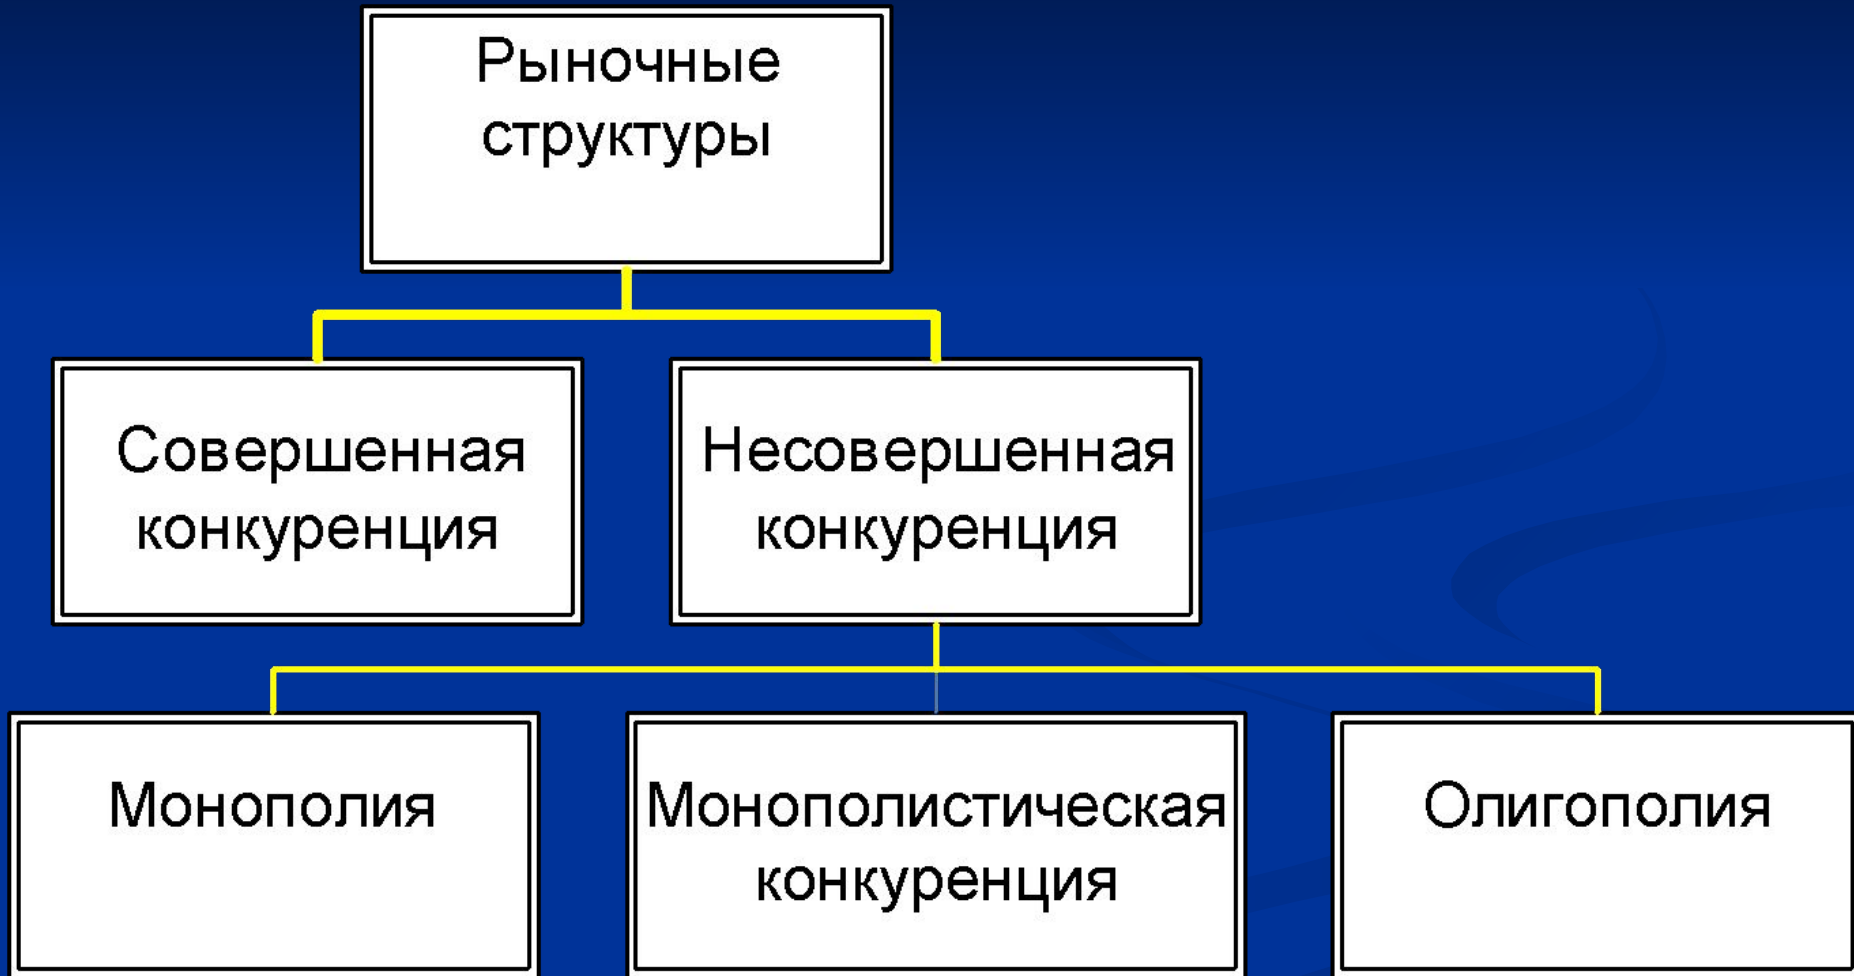 Рыночные
структуры
Совершенная
конкуренция
Несовершенная
конкуренция
Монополия
Монополистическая
конкуренция
Олигополия